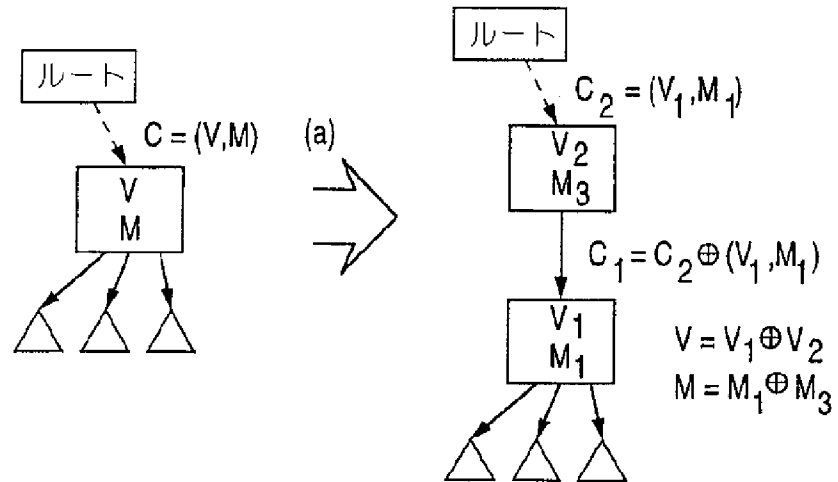 ルート
C = (V,M)
(a)
V
M
ルート
C₂ = (V₁,M₁)
V₂
M₃
C₁ = C₂ ⊕ (V₁,M₁)
V₁
M₁
V = V₁ ⊕ V₂
M = M₁ ⊕ M₃